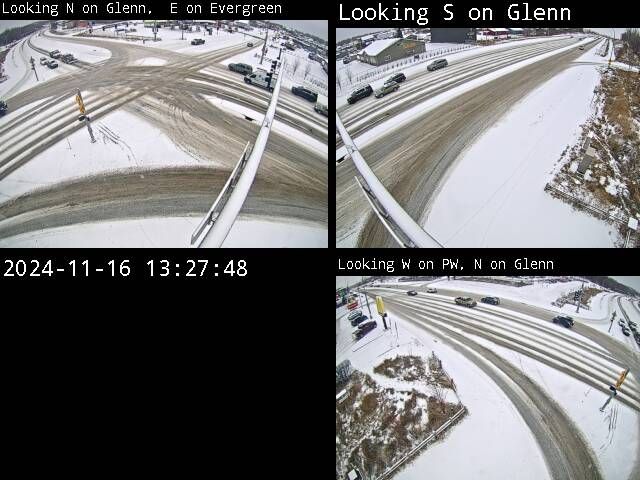 Looking N on Glenn,  E on Evergreen
Looking S on Glenn
2024-11-16 13:27:48
Looking W on PW, N on Glenn